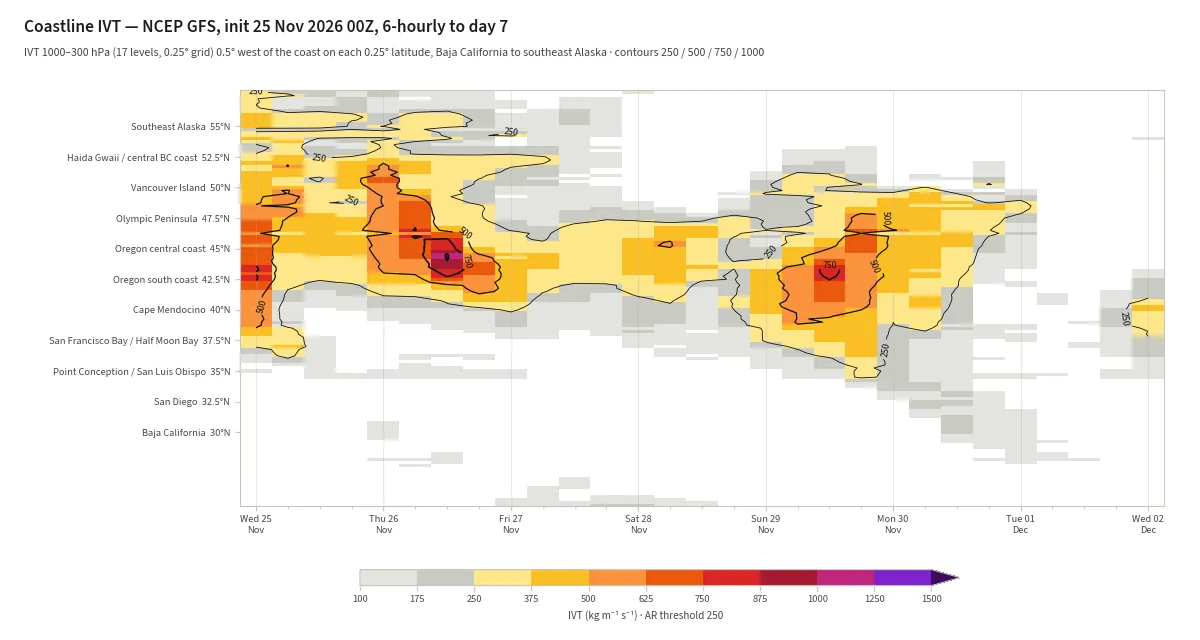 Coastline IVT — NCEP GFS, init 25 Nov 2026 00Z, 6-hourly to day 7
IVT 1000–300 hPa (17 levels, 0.25° grid) 0.5° west of the coast on each 0.25° latitude, Baja California to southeast Alaska · contours 250 / 500 / 750 / 1000
250
Southeast Alaska 55°N
250
Haida Gwaii / central BC coast 52.5°N
250
Vancouver Island 50°N
250
Olympic Peninsula 47.5°N
500
500
Oregon central coast 45°N
250
750
750
500
Oregon south coast 42.5°N
Cape Mendocino 40°N
500
250
San Francisco Bay / Half Moon Bay 37.5°N
250
Point Conception / San Luis Obispo 35°N
San Diego 32.5°N
Baja California 30°N
Wed 25 Thu 26 Fri 27 Sat 28 Sun 29 Mon 30 Tue 01 Wed 02
Nov Nov Nov Nov Nov Nov Dec Dec
100 175 250 375 500 625 750 875 1000 1250 1500
IVT (kg m⁻¹ s⁻¹) · AR threshold 250